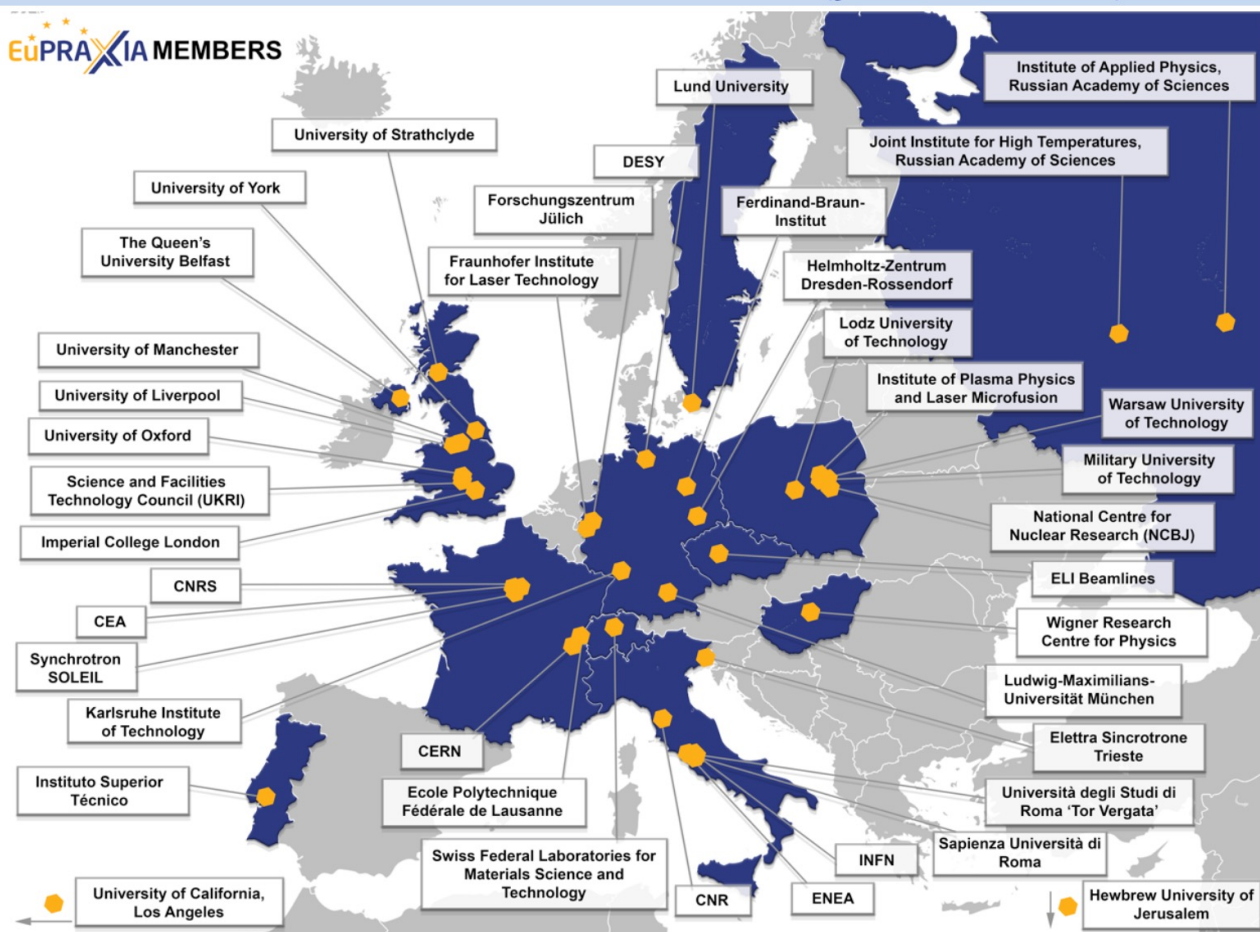 EuPRAXIA MEMBERS
Institute of Applied Physics,
Russian Academy of Sciences
Lund University
University of Strathclyde
Joint Institute for High Temperatures,
Russian Academy of Sciences
DESY
University of York
Forschungszentrum
Jülich
Ferdinand-Braun-
Institut
The Queen's
University Belfast
Fraunhofer Institute
for Laser Technology
Helmholtz-Zentrum
Dresden-Rossendorf
Lodz University
of Technology
University of Manchester
Institute of Plasma Physics
and Laser Microfusion
University of Liverpool
Warsaw University
of Technology
University of Oxford
Military University
of Technology
Science and Facilities
Technology Council (UKRI)
National Centre for
Nuclear Research (NCBJ)
Imperial College London
ELI Beamlines
CNRS
CEA
Wigner Research
Centre for Physics
Synchrotron
SOLEIL
Ludwig-Maximilians-
Universität München
Karlsruhe Institute
of Technology
CERN
Elettra Sincrotrone
Trieste
Instituto Superior
Técnico
Ecole Polytechnique
Fédérale de Lausanne
Università degli Studi di
Roma 'Tor Vergata'
Swiss Federal Laboratories for
Materials Science and
Technology
INFN
Sapienza Università di
Roma
CNR
ENEA
University of California,
Los Angeles
Hewbrew University of
Jerusalem